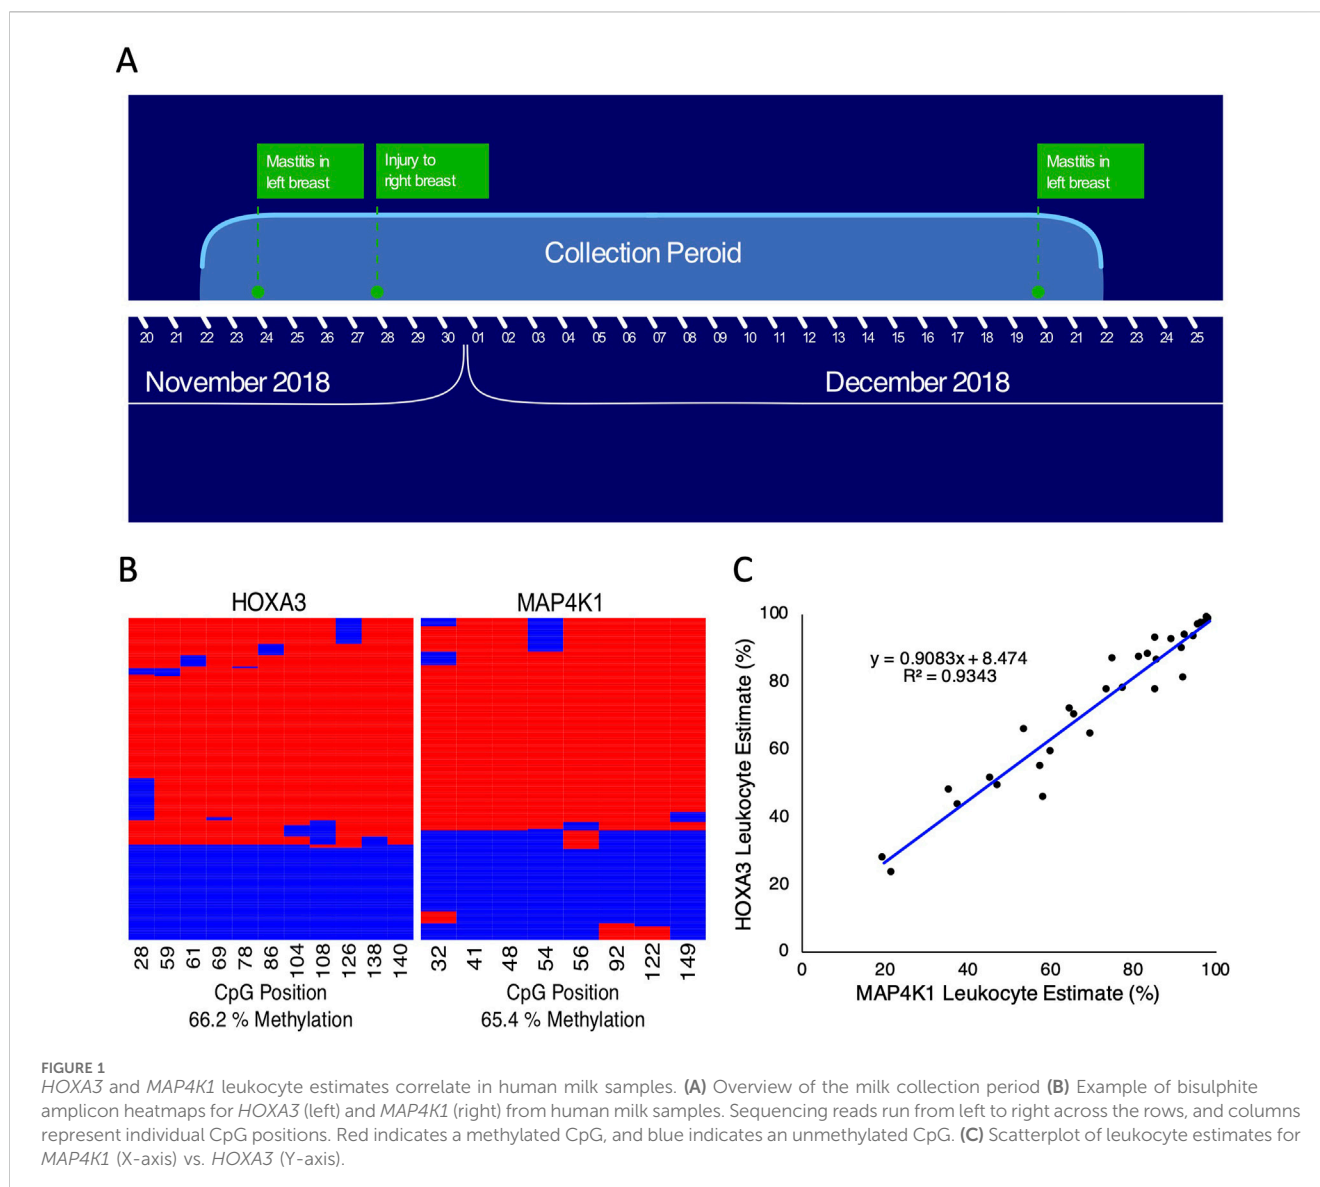 A
Mastitis in
left breast
Injury to
right breast
Mastitis in
left breast
Collection Peroid
20 21 22 23 24 25 26 27 28 29 30 01 02 03 04 05 06 07 08 09 10 11 12 13 14 15 16 17 18 19 20 21 22 23 24 25
November 2018
December 2018
B
HOXA3
28 59 61 69 78 86 104 108 126 138 140
CpG Position
66.2 % Methylation
MAP4K1
32 41 48 54 56 92 122 149
CpG Position
65.4 % Methylation
C
HOXA3 Leukocyte Estimate (%)
100
80
60
40
20
0
y = 0.9083x + 8.474
R² = 0.9343
0 20 40 60 80 100
MAP4K1 Leukocyte Estimate (%)
FIGURE 1
HOXA3 and MAP4K1 leukocyte estimates correlate in human milk samples. (A) Overview of the milk collection period (B) Example of bisulphite
amplicon heatmaps for HOXA3 (left) and MAP4K1 (right) from human milk samples. Sequencing reads run from left to right across the rows, and columns
represent individual CpG positions. Red indicates a methylated CpG, and blue indicates an unmethylated CpG. (C) Scatterplot of leukocyte estimates for
MAP4K1 (X-axis) vs. HOXA3 (Y-axis).